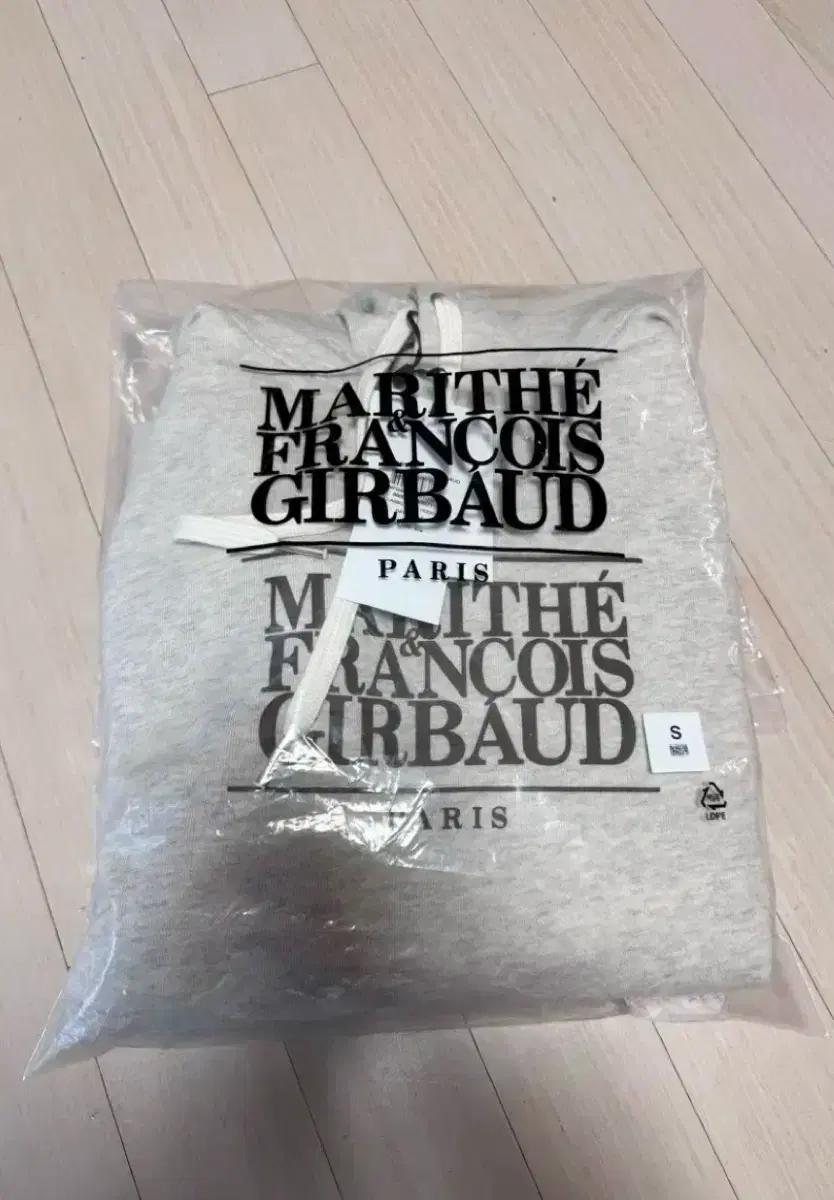 MARITHÉ
&
FRANÇOIS
GIRBAUD
PARIS
MARITHÉ
&
FRANÇOIS
GIRBAUD
PARIS
S
LDPE